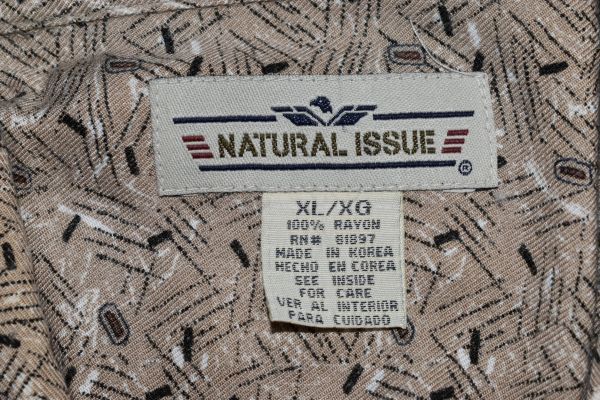 NATURAL ISSUE
®
XL/XG
100% RAYON
RN# 61897
MADE IN KOREA
HECHO EN COREA
SEE INSIDE
FOR CARE
VER AL INTERIOR
PARA CUIDADO